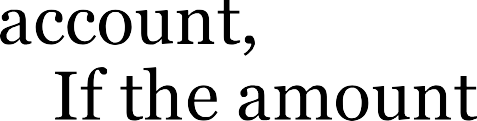 account,
If the amount